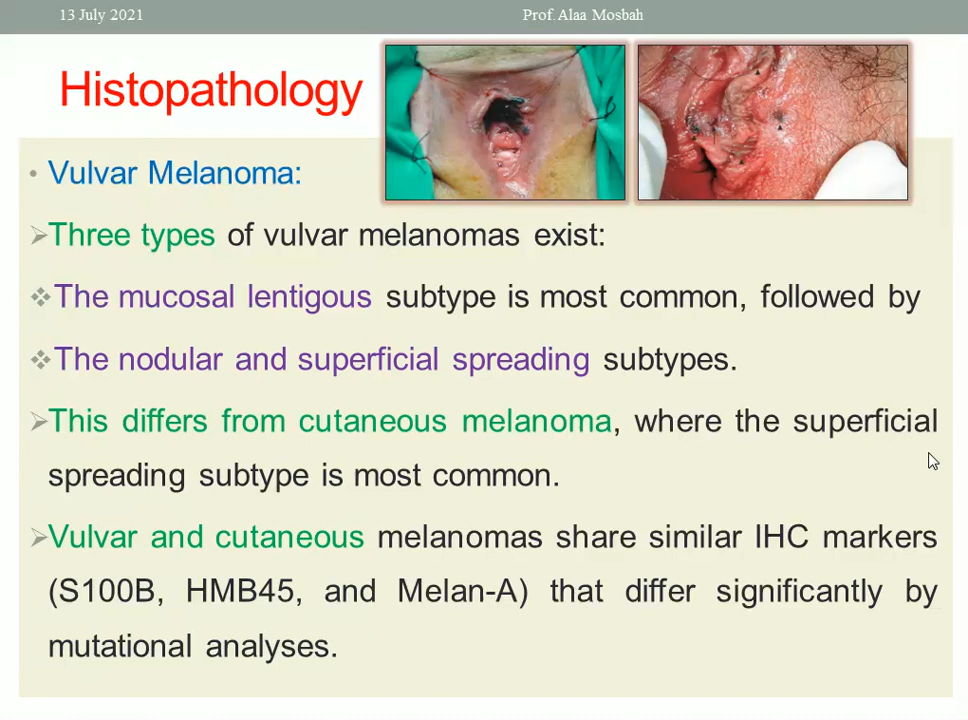 13 July 2021
Prof. Alaa Mosbah
Histopathology
• Vulvar Melanoma:
➢Three types of vulvar melanomas exist:
❖The mucosal lentigous subtype is most common, followed by
❖The nodular and superficial spreading subtypes.
➢This differs from cutaneous melanoma, where the superficial
spreading subtype is most common.
➢Vulvar and cutaneous melanomas share similar IHC markers
(S100B, HMB45, and Melan-A) that differ significantly by
mutational analyses.